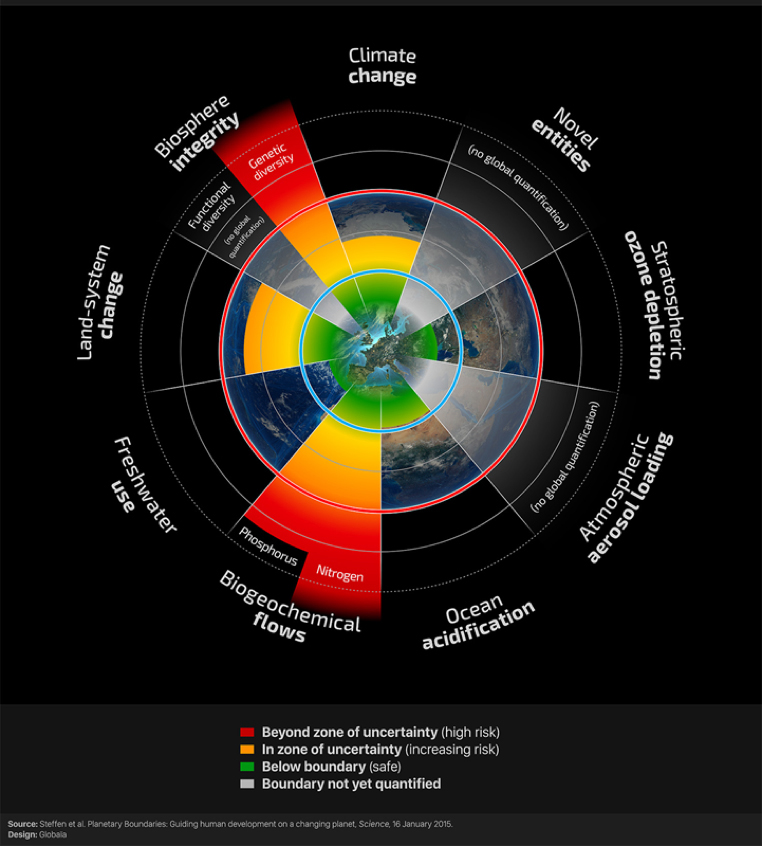 Climate
change
Novel
entities
(no global quantification)
Stratospheric
ozone depletion
Atmospheric
aerosol loading
(no global quantification)
Ocean
acidification
Biogeochemical
flows
Phosphorus
Nitrogen
Freshwater
use
Land-system
change
Biosphere
integrity
Functional
diversity
(no global
quantification)
Genetic
diversity
Beyond zone of uncertainty (high risk)
In zone of uncertainty (increasing risk)
Below boundary (safe)
Boundary not yet quantified
Source: Steffen et al. Planetary Boundaries: Guiding human development on a changing planet, Science, 16 January 2015.
Design: Globaïa